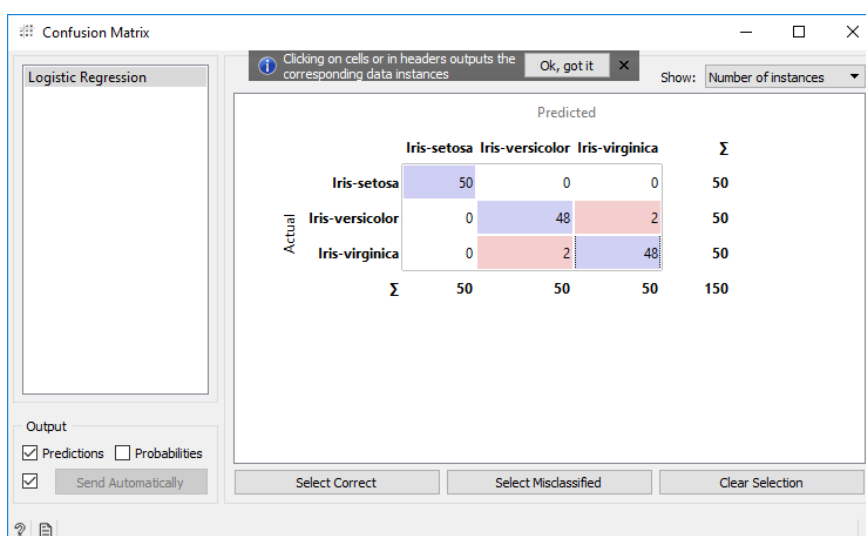 Confusion Matrix
Logistic Regression
Clicking on cells or in headers outputs the
corresponding data instances
Ok, got it
Show: Number of instances
Predicted
Iris-setosa Iris-versicolor Iris-virginica Σ
Iris-setosa 50 0 0 50
Actual
Iris-versicolor 0 48 2 50
Iris-virginica 0 2 48 50
Σ 50 50 50 150
Output
Predictions Probabilities
Send Automatically
Select Correct Select Misclassified Clear Selection